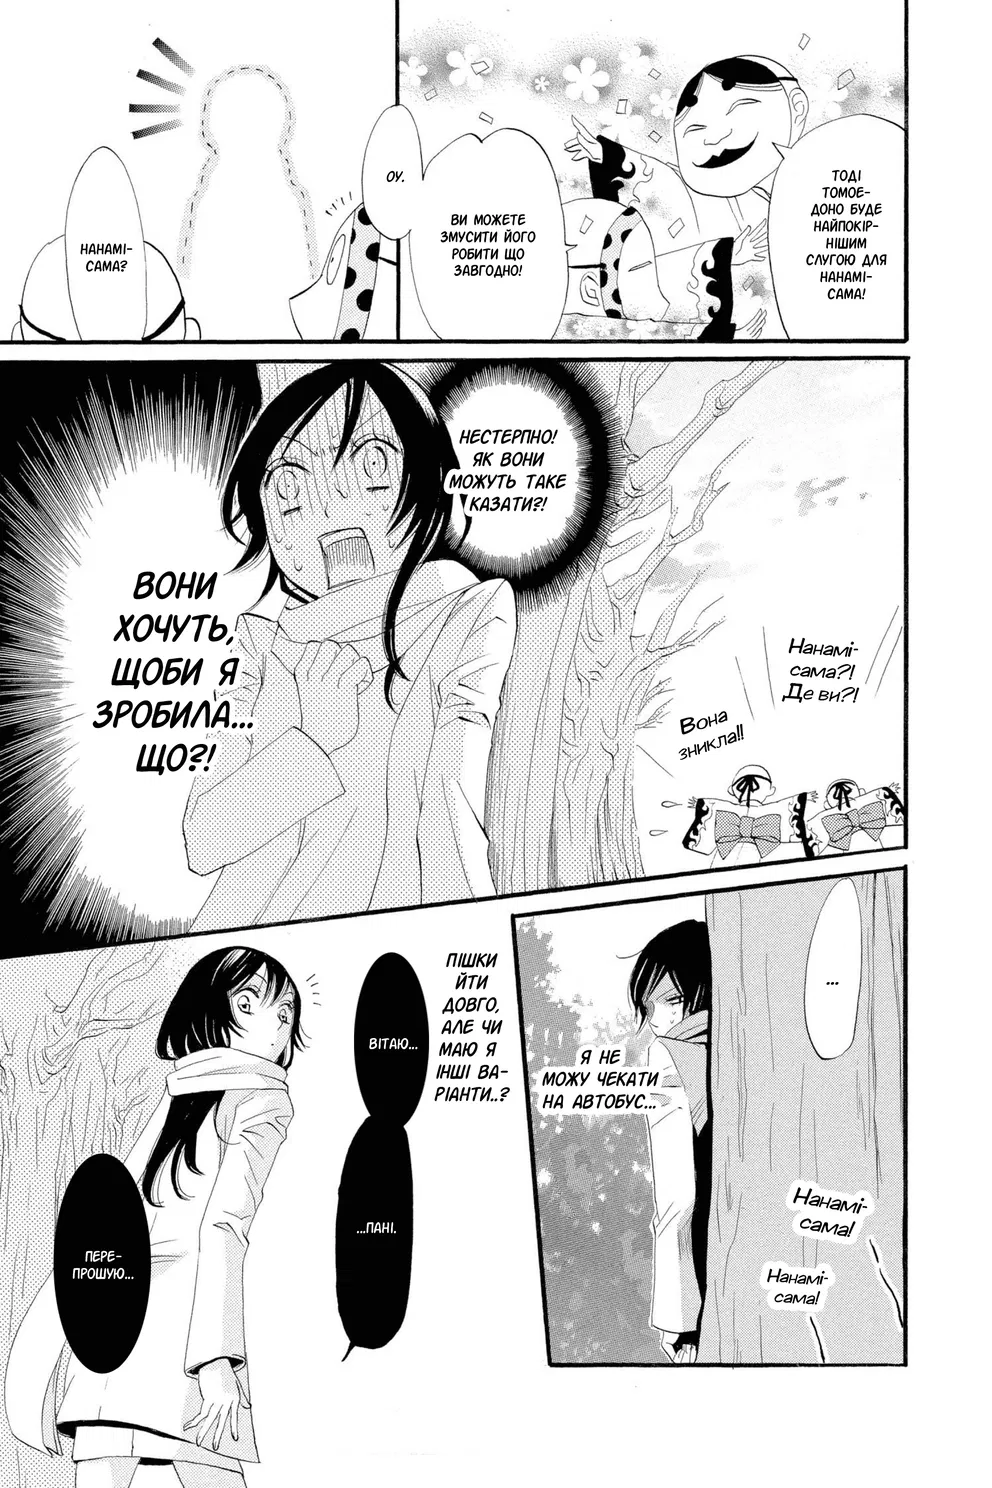 ТОДІ
ТОМОЕ-
ДОНО БУДЕ
НАЙПОКІР-
НІШИМ
СЛУГОЮ ДЛЯ
НАНАМІ-
САМА!
ВИ МОЖЕТЕ
ЗМУСИТИ ЙОГО
РОБИТИ ЩО
ЗАВГОДНО!
ОУ.
НАНАМІ-
САМА?
НЕСТЕРПНО!
ЯК ВОНИ
МОЖУТЬ ТАКЕ
КАЗАТИ?!
ВОНИ
ХОЧУТЬ,
ЩОБИ Я
ЗРОБИЛА...
ЩО?!
Нанамі-
сама?!
Де ви?!
Вона
зникла!!
...
Я НЕ
МОЖУ ЧЕКАТИ
НА АВТОБУС...
Нанамі-
сама!
Нанамі-
сама!
ПІШКИ
ЙТИ
ДОВГО,
АЛЕ ЧИ
МАЮ Я
ІНШІ ВА-
РІАНТИ..?
ВІТАЮ...
...ПАНІ.
ПЕРЕ-
ПРОШУЮ...